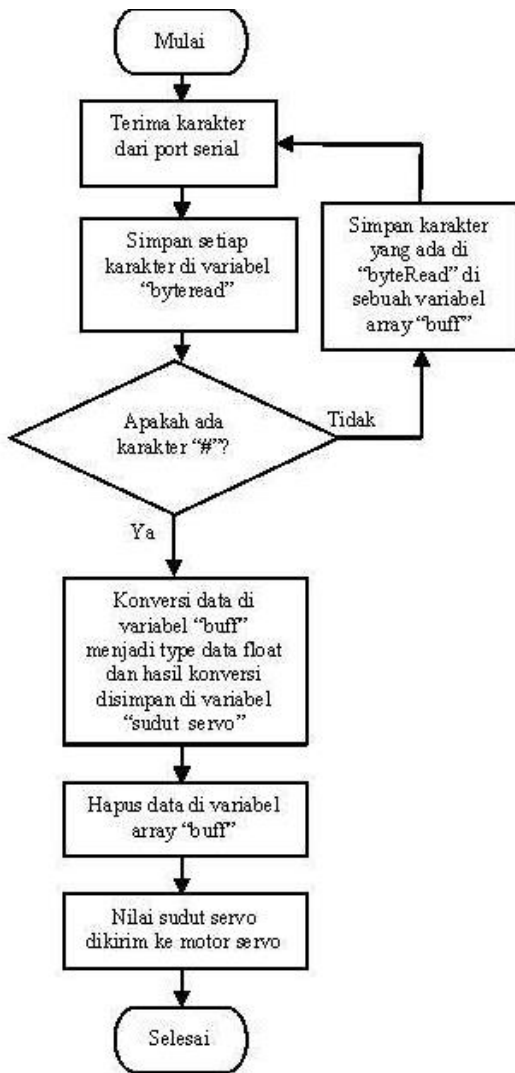 Mulai
Terima karakter
dari port serial
Simpan setiap
karakter di variabel
“byteread”
Simpan karakter
yang ada di
“byteRead” di
sebuah variabel
array “buff”
Apakah ada
karakter “#”?
Tidak
Ya
Konversi data di
variabel “buff”
menjadi type data float
dan hasil konversi
disimpan di variabel
“sudut servo”
Hapus data di variabel
array “buff”
Nilai sudut servo
dikirim ke motor servo
Selesai